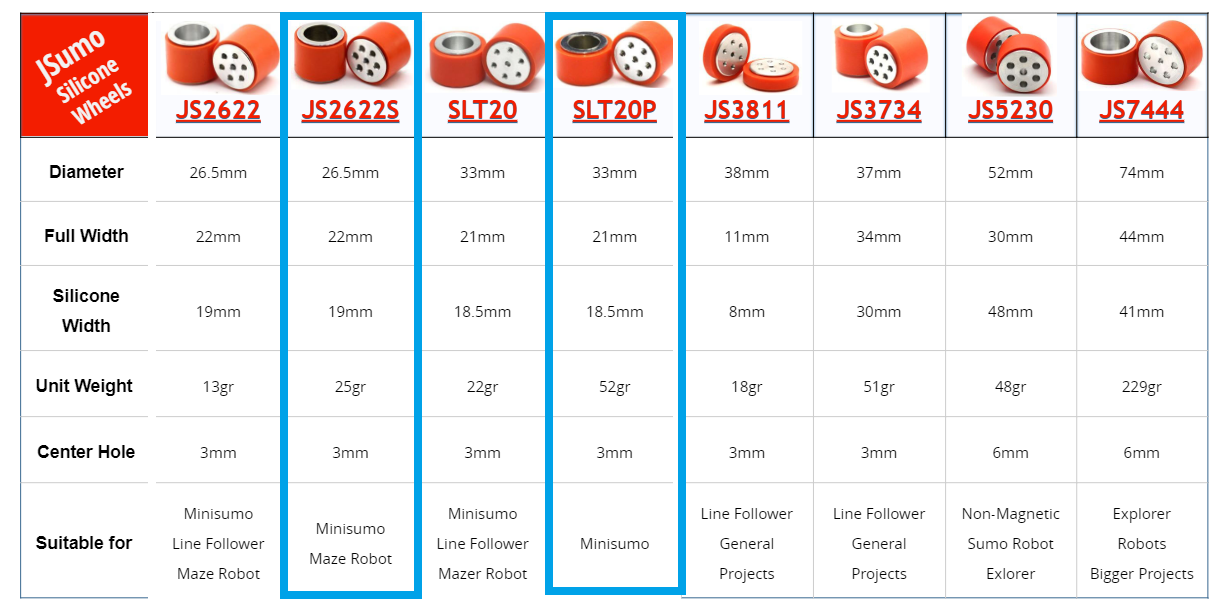 JSumo
Silicone
Wheels
JS2622 JS2622S SLT20 SLT20P JS3811 JS3734 JS5230 JS7444
Diameter 26.5mm 26.5mm 33mm 33mm 38mm 37mm 52mm 74mm
Full Width 22mm 22mm 21mm 21mm 11mm 34mm 30mm 44mm
Silicone
Width
19mm 19mm 18.5mm 18.5mm 8mm 30mm 48mm 41mm
Unit Weight 13gr 25gr 22gr 52gr 18gr 51gr 48gr 229gr
Center Hole 3mm 3mm 3mm 3mm 3mm 3mm 6mm 6mm
Suitable for
Minisumo
Line Follower
Maze Robot
Minisumo
Maze Robot
Minisumo
Line Follower
Mazer Robot
Minisumo
Line Follower
General
Projects
Line Follower
General
Projects
Non-Magnetic
Sumo Robot
Exlorer
Explorer
Robots
Bigger Projects